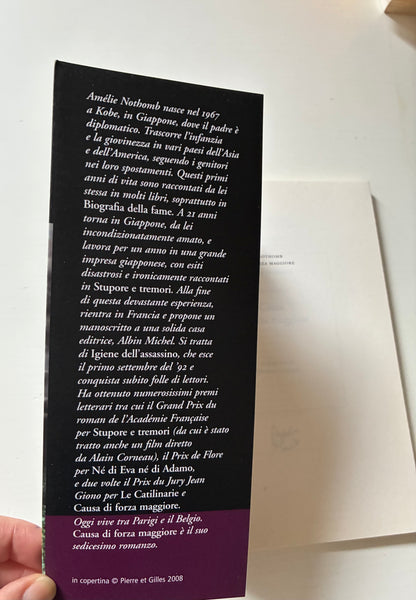 Amélie Nothomb nasce nel 1967
a Kobe, in Giappone, dove il padre è
diplomatico. Trascorre l'infanzia
e la giovinezza in vari paesi dell'Asia
e dell'America, seguendo i genitori
nei loro spostamenti. Questi primi
anni di vita sono raccontati da lei
stessa in molti libri, soprattutto in
Biografia della fame. A 21 anni
torna in Giappone, da lei
incondizionatamente amato, e
lavora per un anno in una grande
impresa giapponese, con esiti
disastrosi e ironicamente raccontati
in Stupore e tremori. Alla fine
di questa devastante esperienza,
rientra in Francia e propone un
manoscritto a una solida casa
editrice, Albin Michel. Si tratta
di Igiene dell'assassino, che esce
il primo settembre del '92 e
conquista subito folle di lettori.
Ha ottenuto numerosissimi premi
letterari tra cui il Grand Prix du
roman de l'Académie Française
per Stupore e tremori (da cui è stato
tratto anche un film diretto
da Alain Corneau), il Prix de Flore
per Né di Eva né di Adamo,
e due volte il Prix du Jury Jean
Giono per Le Catilinarie e
Causa di forza maggiore.
Oggi vive tra Parigi e il Belgio.
Causa di forza maggiore è il suo
sedicesimo romanzo.
in copertina © Pierre et Gilles 2008
NOTHOMB
MAGGIORE